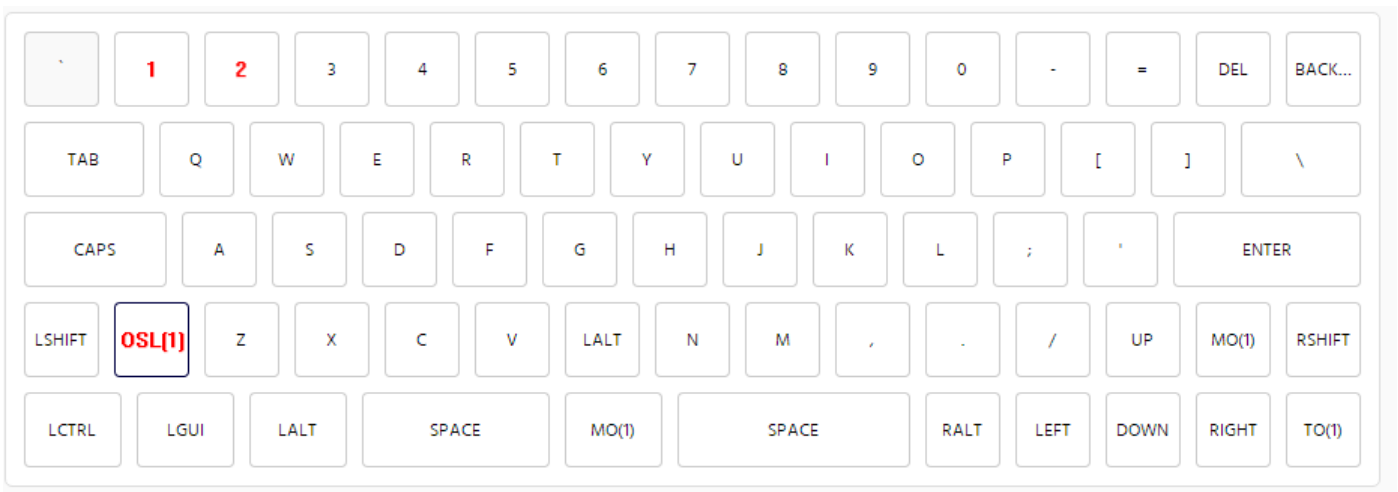 ` 1 2 3 4 5 6 7 8 9 0 - = DEL BACK...
TAB Q W E R T Y U I O P [ ] \
CAPS A S D F G H J K L ; ' ENTER
LSHIFT OSL(1) Z X C V LALT N M , . / UP MO(1) RSHIFT
LCTRL LGUI LALT SPACE MO(1) SPACE RALT LEFT DOWN RIGHT TO(1)